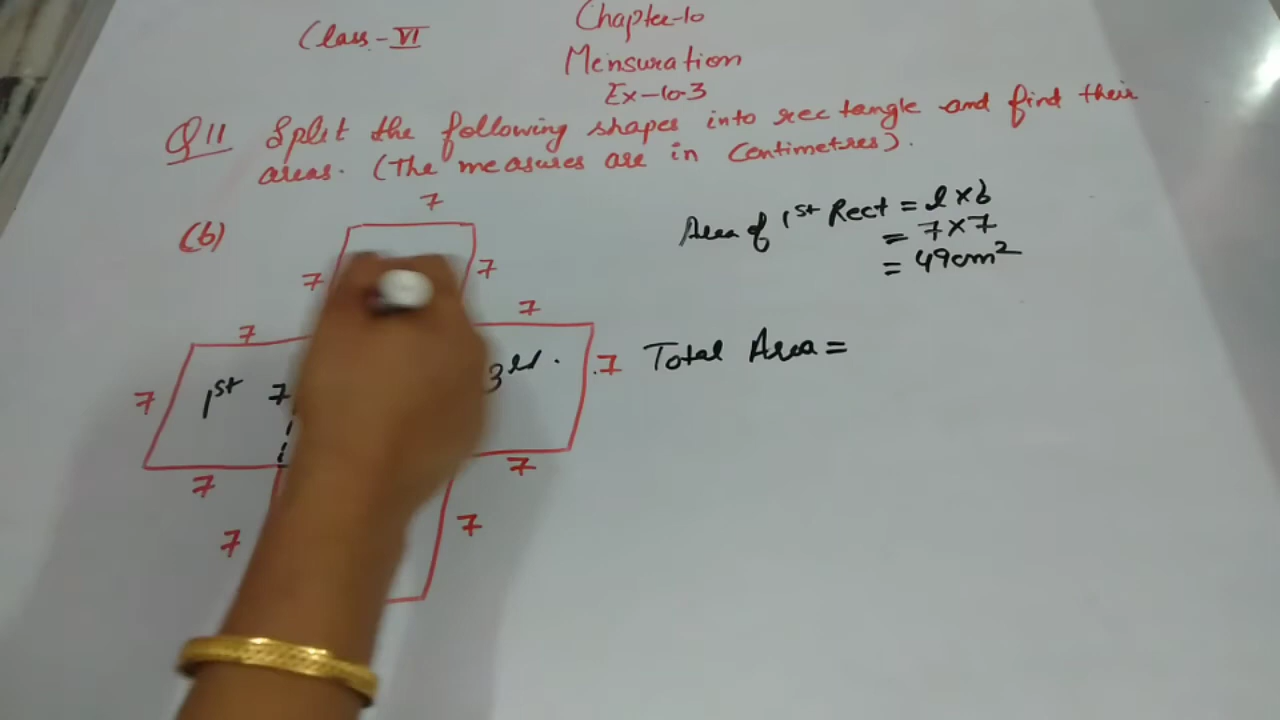 Class - VI
Chapter-10
Mensuration
Ex-10.3
Q11 Split the following shapes into rectangle and find their
areas. (The measures are in Centimetres).
(b)
7
7
7
7
7
7
7
7
7
7
7
7
1st
7
3rd.
Area of 1st Rect = l×b
= 7×7
= 49cm²
Total Area =